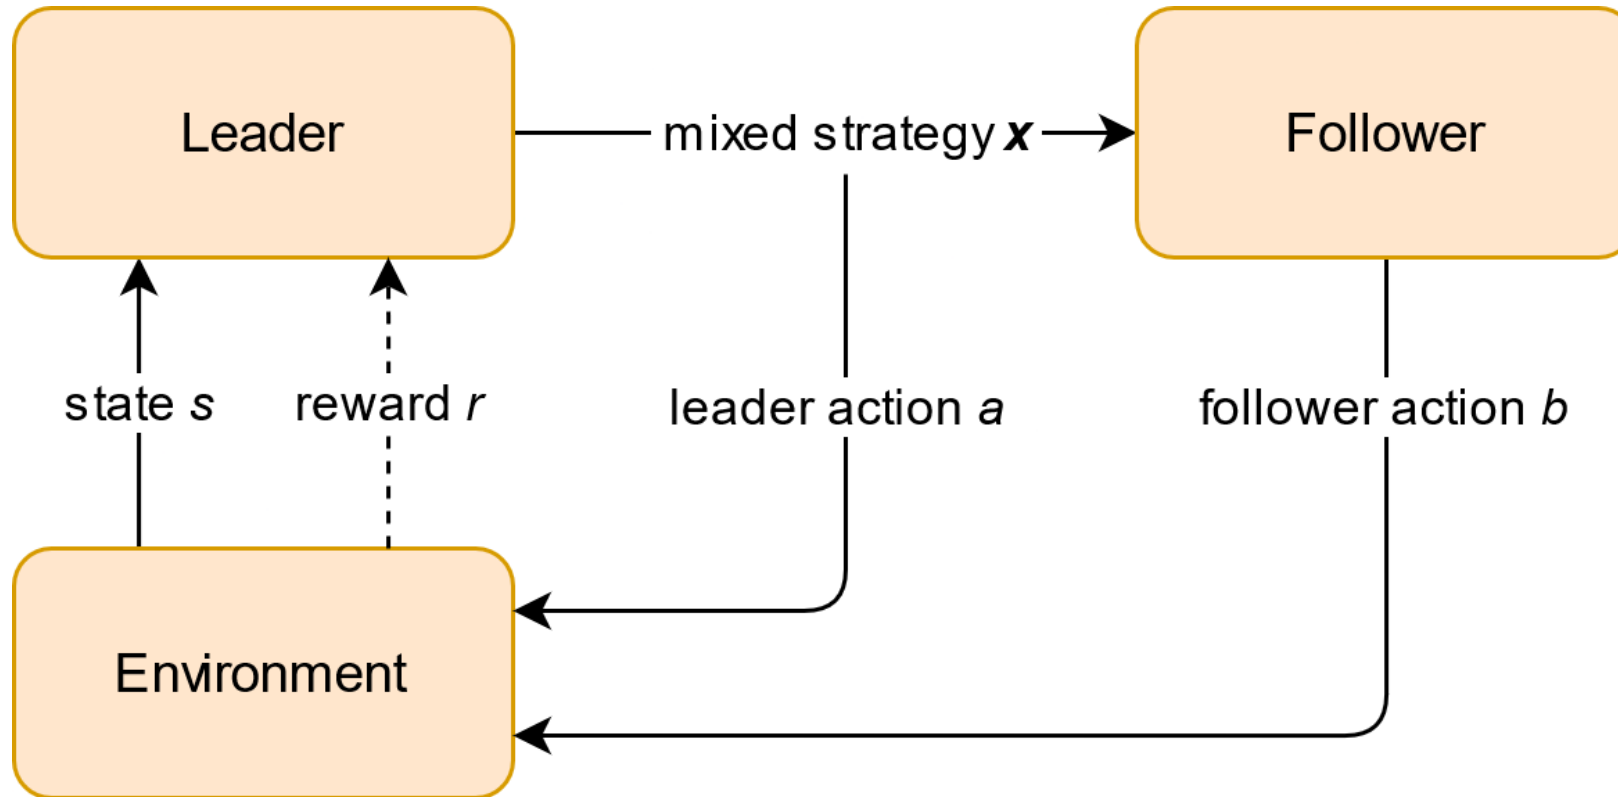 Leader
mixed strategy x
Follower
state s
reward r
leader action a
follower action b
Environment